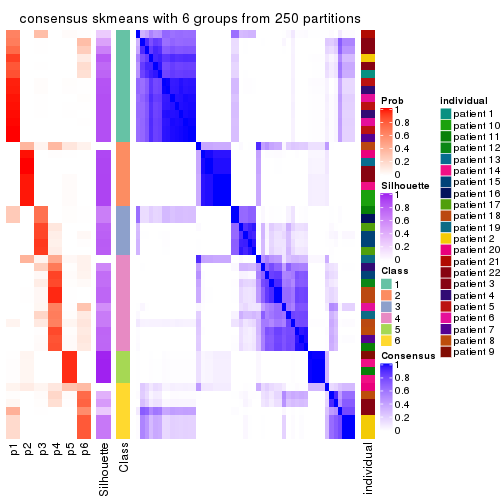 consensus skmeans with 6 groups from 250 partitions
Prob
1
0.8
0.6
0.4
0.2
0
Silhouette
1
0.8
0.6
0.4
0.2
0
Class
1
2
3
4
5
6
Consensus
1
0.8
0.6
0.4
0.2
0
individual
patient 1
patient 10
patient 11
patient 12
patient 13
patient 14
patient 15
patient 16
patient 17
patient 18
patient 19
patient 2
patient 20
patient 21
patient 22
patient 3
patient 4
patient 5
patient 6
patient 7
patient 8
patient 9
p1
p2
p3
p4
p5
p6
Silhouette
Class
individual